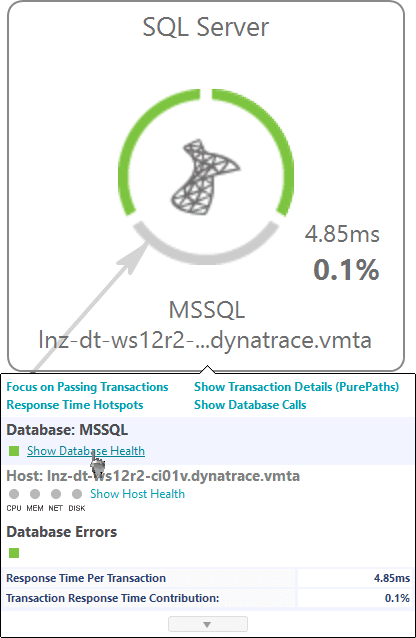 SQL Server
4.85ms
0.1%
MSSQL
lnz-dt-ws12r2-...dynatrace.vmta
Focus on Passing Transactions
Show Transaction Details (PurePaths)
Response Time Hotspots
Show Database Calls
Database: MSSQL
Show Database Health
Host: lnz-dt-ws12r2-ci01v.dynatrace.vmta
Show Host Health
CPU MEM NET DISK
Database Errors
Response Time Per Transaction 4.85ms
Transaction Response Time Contribution: 0.1%